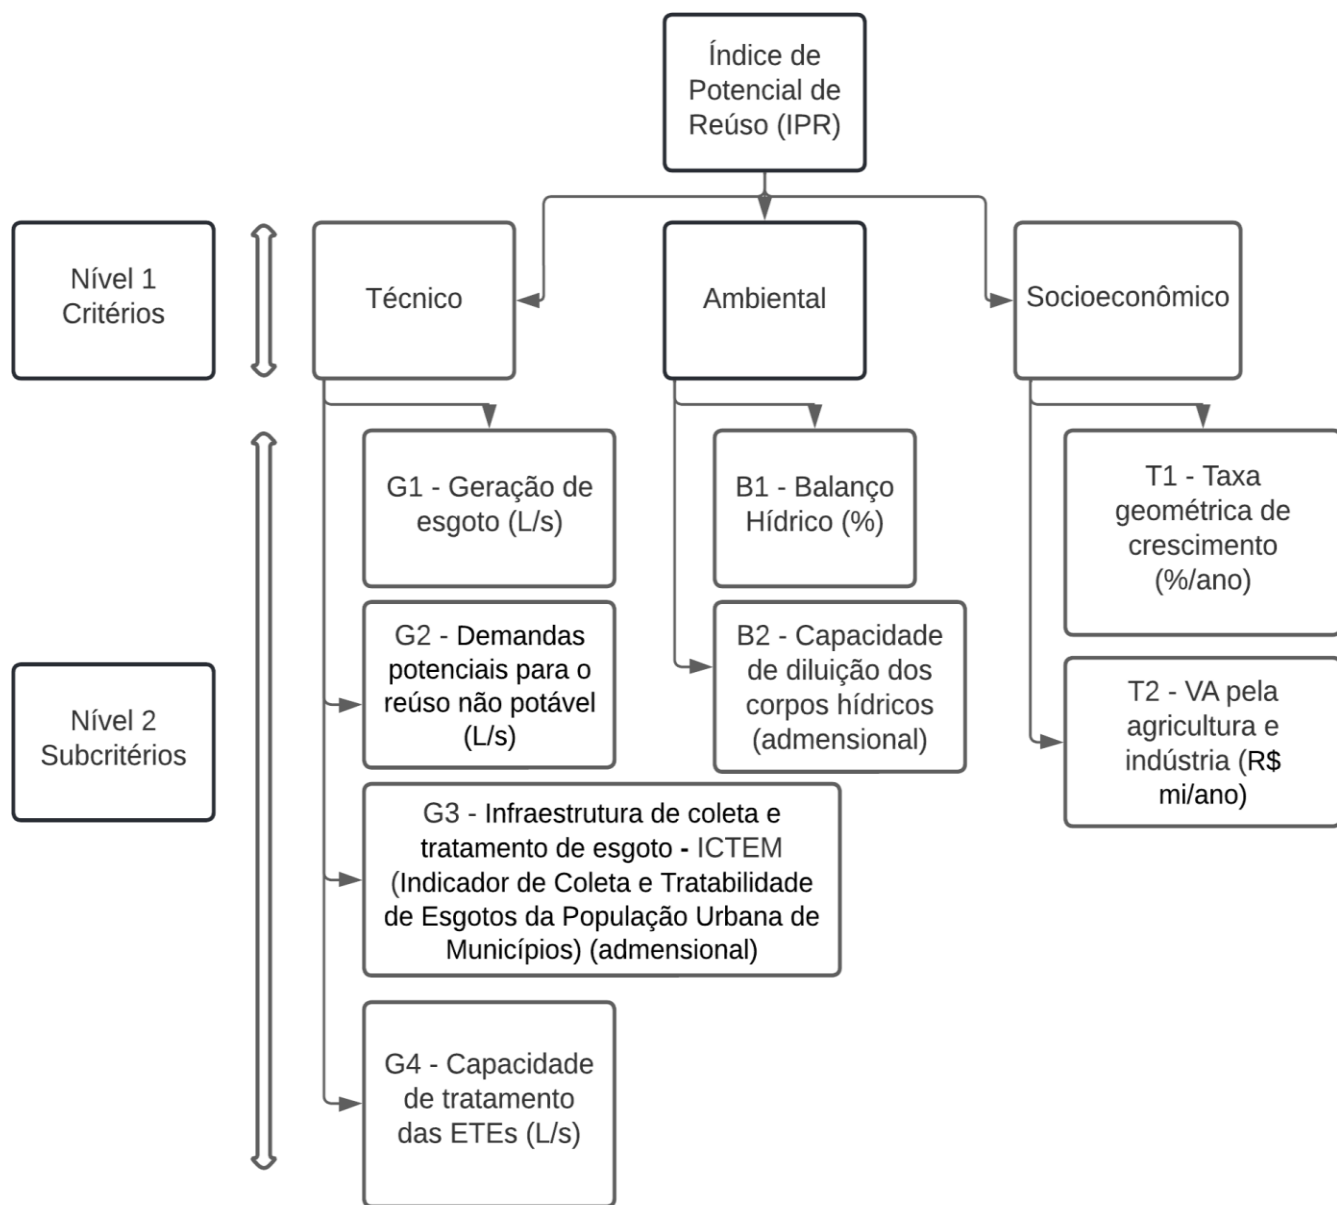 Índice de
Potencial de
Reúso (IPR)
Nível 1
Critérios
Técnico
Ambiental
Socioeconômico
Nível 2
Subcritérios
G1 - Geração de
esgoto (L/s)
G2 - Demandas
potenciais para o
reúso não potável
(L/s)
G3 - Infraestrutura de coleta e
tratamento de esgoto - ICTEM
(Indicador de Coleta e Tratabilidade
de Esgotos da População Urbana de
Municípios) (admensional)
G4 - Capacidade
de tratamento
das ETEs (L/s)
B1 - Balanço
Hídrico (%)
B2 - Capacidade
de diluição dos
corpos hídricos
(admensional)
T1 - Taxa
geométrica de
crescimento
(%/ano)
T2 - VA pela
agricultura e
indústria (R$
mi/ano)